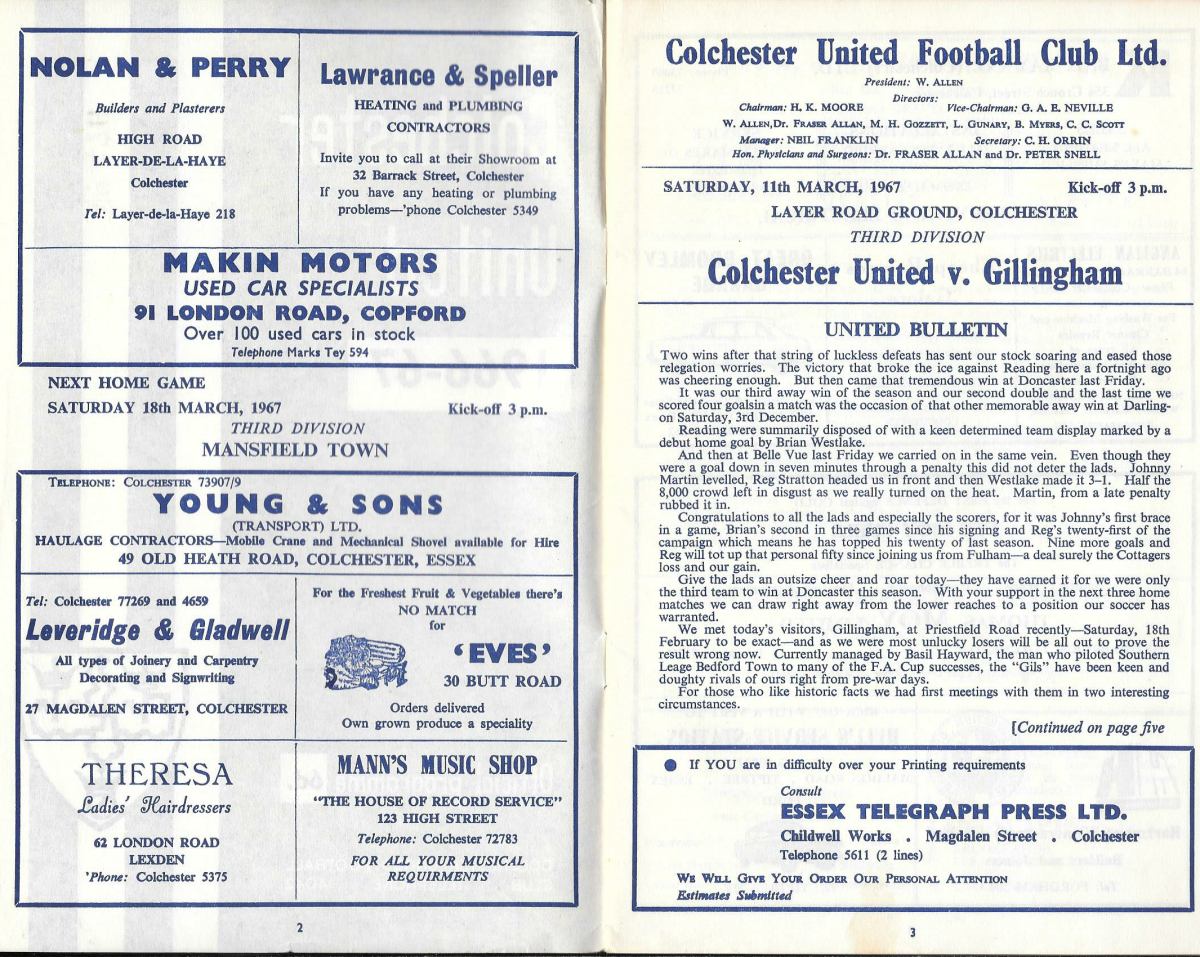 NOLAN & PERRY
Builders and Plasterers
HIGH ROAD
LAYER-DE-LA-HAYE
Colchester
Tel: Layer-de-la-Haye 218
Lawrance & Speller
HEATING and PLUMBING
CONTRACTORS
Invite you to call at their Showroom at
32 Barrack Street, Colchester
If you have any heating or plumbing
problems—'phone Colchester 5349
MAKIN MOTORS
USED CAR SPECIALISTS
91 LONDON ROAD, COPFORD
Over 100 used cars in stock
Telephone Marks Tey 594
NEXT HOME GAME
SATURDAY 18th MARCH, 1967 Kick-off 3 p.m.
THIRD DIVISION
MANSFIELD TOWN
TELEPHONE: COLCHESTER 73907/9
YOUNG & SONS
(TRANSPORT) LTD.
HAULAGE CONTRACTORS—Mobile Crane and Mechanical Shovel available for Hire
49 OLD HEATH ROAD, COLCHESTER, ESSEX
Tel: Colchester 77269 and 4659
Leveridge & Gladwell
All types of Joinery and Carpentry
Decorating and Signwriting
27 MAGDALEN STREET, COLCHESTER
For the Freshest Fruit & Vegetables there's
NO MATCH
for
'EVES'
30 BUTT ROAD
Orders delivered
Own grown produce a speciality
THERESA
Ladies' Hairdressers
62 LONDON ROAD
LEXDEN
'Phone: Colchester 5375
MANN'S MUSIC SHOP
"THE HOUSE OF RECORD SERVICE"
123 HIGH STREET
Telephone: Colchester 72783
FOR ALL YOUR MUSICAL
REQUIRMENTS
2
Colchester United Football Club Ltd.
President: W. ALLEN
Directors:
Chairman: H. K. MOORE Vice-Chairman: G. A. E. NEVILLE
W. ALLEN,Dr. FRASER ALLAN, M. H. GOZZETT, L. GUNARY, B. MYERS, C. C. SCOTT
Manager: NEIL FRANKLIN Secretary: C. H. ORRIN
Hon. Physicians and Surgeons: Dr. FRASER ALLAN and Dr. PETER SNELL
SATURDAY, 11th MARCH, 1967 Kick-off 3 p.m.
LAYER ROAD GROUND, COLCHESTER
THIRD DIVISION
Colchester United v. Gillingham
UNITED BULLETIN
Two wins after that string of luckless defeats has sent our stock soaring and eased those
relegation worries. The victory that broke the ice against Reading here a fortnight ago
was cheering enough. But then came that tremendous win at Doncaster last Friday.
It was our third away win of the season and our second double and the last time we
scored four goalsin a match was the occasion of that other memorable away win at Darling-
on Saturday, 3rd December.
Reading were summarily disposed of with a keen determined team display marked by a
debut home goal by Brian Westlake.
And then at Belle Vue last Friday we carried on in the same vein. Even though they
were a goal down in seven minutes through a penalty this did not deter the lads. Johnny
Martin levelled, Reg Stratton headed us in front and then Westlake made it 3–1. Half the
8,000 crowd left in disgust as we really turned on the heat. Martin, from a late penalty
rubbed it in.
Congratulations to all the lads and especially the scorers, for it was Johnny's first brace
in a game, Brian's second in three games since his signing and Reg's twenty-first of the
campaign which means he has topped his twenty of last season. Nine more goals and
Reg will tot up that personal fifty since joining us from Fulham—a deal surely the Cottagers
loss and our gain.
Give the lads an outsize cheer and roar today—they have earned it for we were only
the third team to win at Doncaster this season. With your support in the next three home
matches we can draw right away from the lower reaches to a position our soccer has
warranted.
We met today's visitors, Gillingham, at Priestfield Road recently—Saturday, 18th
February to be exact—and as we were most unlucky losers will be all out to prove the
result wrong now. Currently managed by Basil Hayward, the man who piloted Southern
Leage Bedford Town to many of the F.A. Cup successes, the "Gils" have been keen and
doughty rivals of ours right from pre-war days.
For those who like historic facts we had first meetings with them in two interesting
circumstances.
[Continued on page five
● If YOU are in difficulty over your Printing requirements
Consult
ESSEX TELEGRAPH PRESS LTD.
Childwell Works . Magdalen Street . Colchester
Telephone 5611 (2 lines)
WE WILL GIVE YOUR ORDER OUR PERSONAL ATTENTION
Estimates Submitted
3